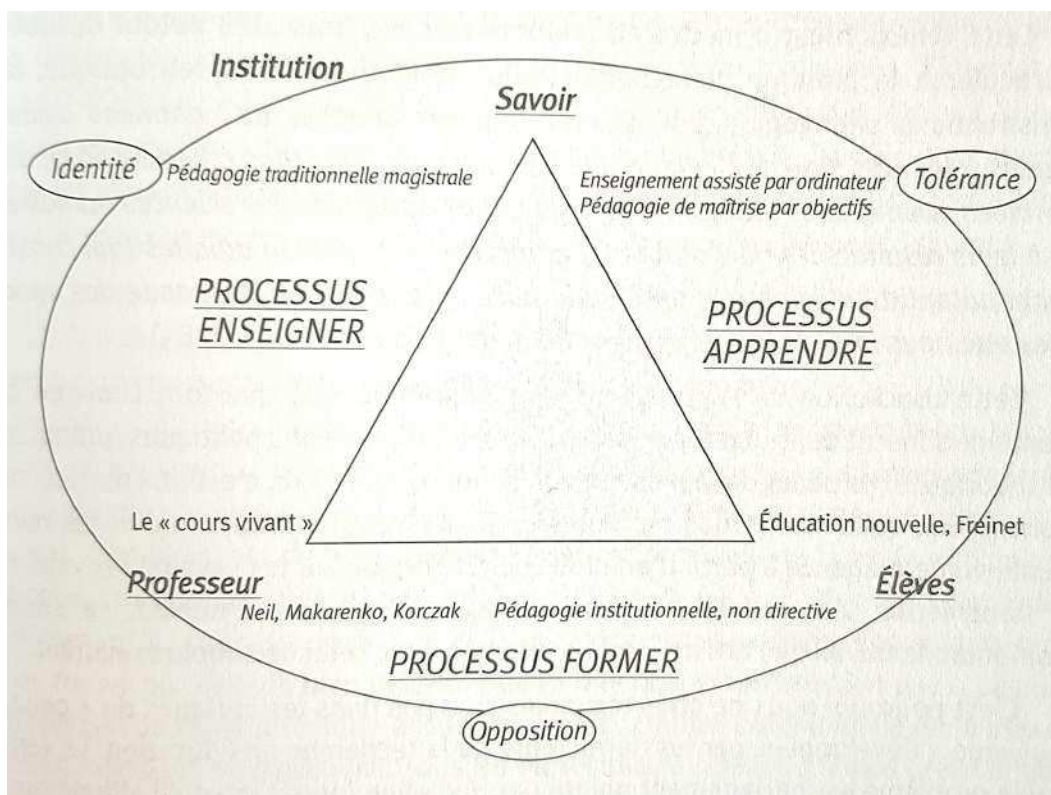 Institution
Savoir
Identité
Pédagogie traditionnelle magistrale
Enseignement assisté par ordinateur
Pédagogie de maîtrise par objectifs
Tolérance
PROCESSUS
ENSEIGNER
PROCESSUS
APPRENDRE
Le « cours vivant »
Éducation nouvelle, Freinet
Professeur
Élèves
Neil, Makarenko, Korczak
Pédagogie institutionnelle, non directive
PROCESSUS FORMER
Opposition